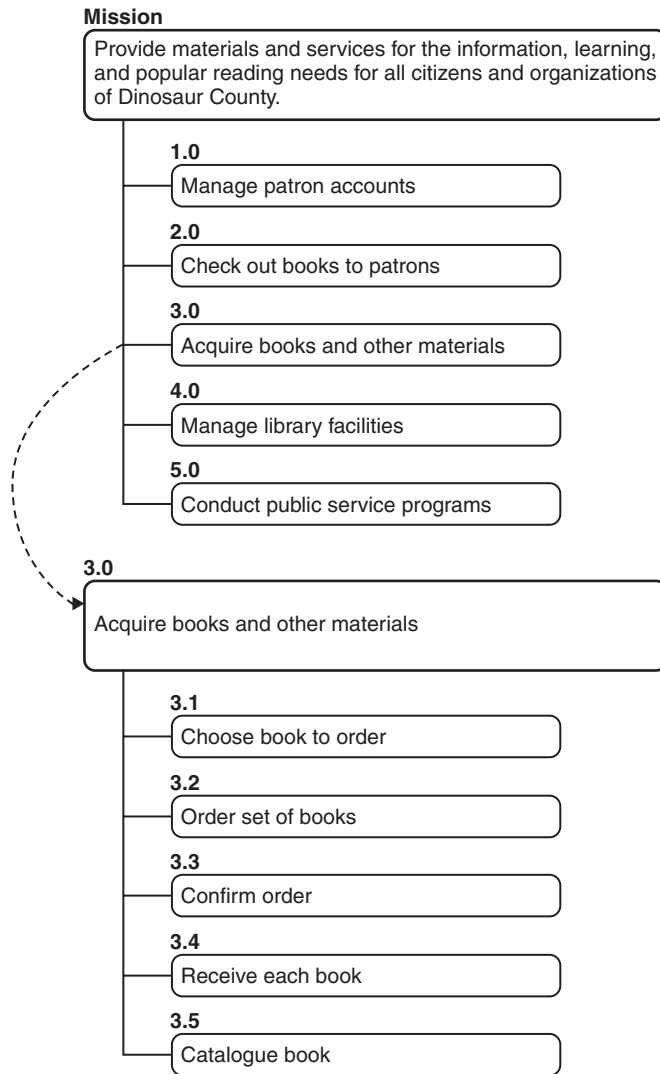 Mission
Provide materials and services for the information, learning,
and popular reading needs for all citizens and organizations
of Dinosaur County.
1.0
Manage patron accounts
2.0
Check out books to patrons
3.0
Acquire books and other materials
4.0
Manage library facilities
5.0
Conduct public service programs
3.0
Acquire books and other materials
3.1
Choose book to order
3.2
Order set of books
3.3
Confirm order
3.4
Receive each book
3.5
Catalogue book